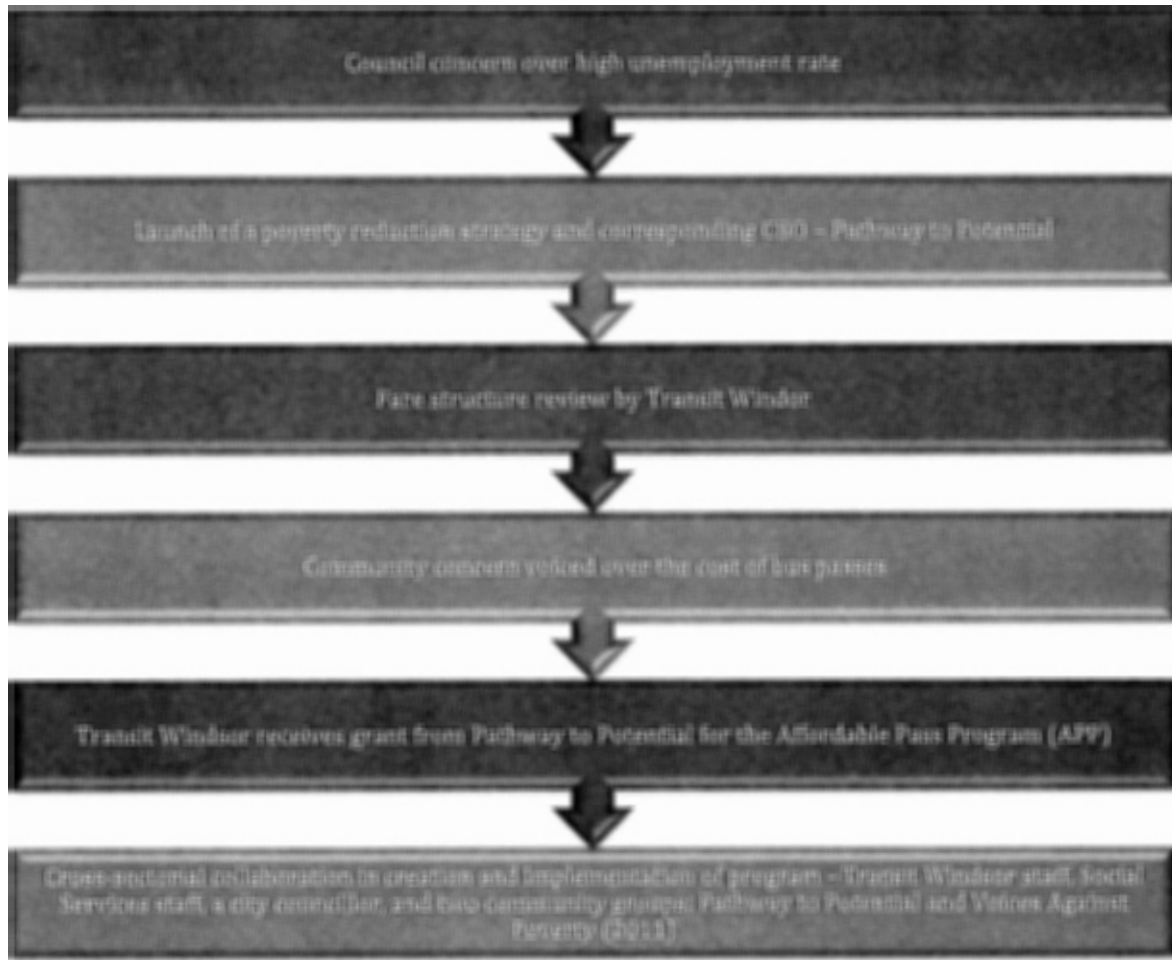 Council concern over high unemployment rate
Launch of a poverty reduction strategy and corresponding CBO – Pathway to Potential
Fare structure review by Transit Windor
Community concern voiced over the cost of bus passes
Transit Windsor receives grant from Pathway to Potential for the Affordable Pass Program (APP)
Cross-sectorial collaboration in creation and implementation of program – Transit Windsor staff, Social
Services staff, a city councillor, and two community groups: Pathway to Potential and Voices Against
Poverty